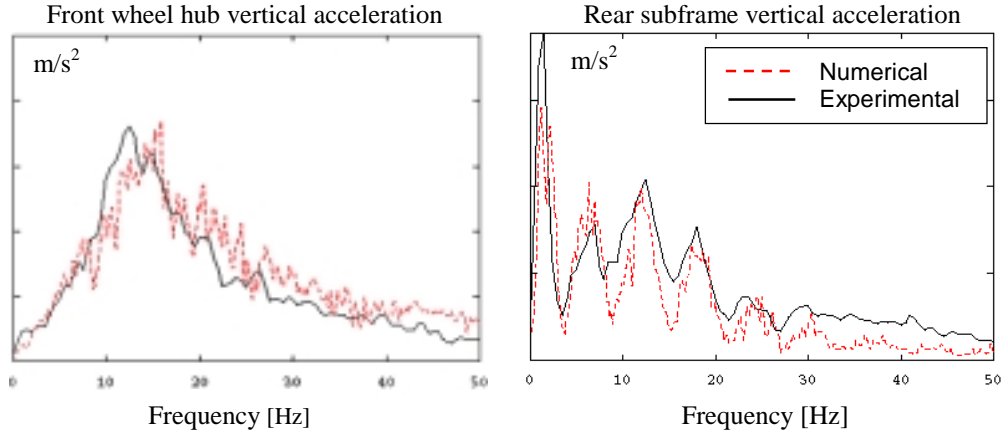 Front wheel hub vertical acceleration
m/s²
0 10 20 30 40 50
Frequency [Hz]
Rear subframe vertical acceleration
m/s²
Numerical
Experimental
0 10 20 30 40 50
Frequency [Hz]